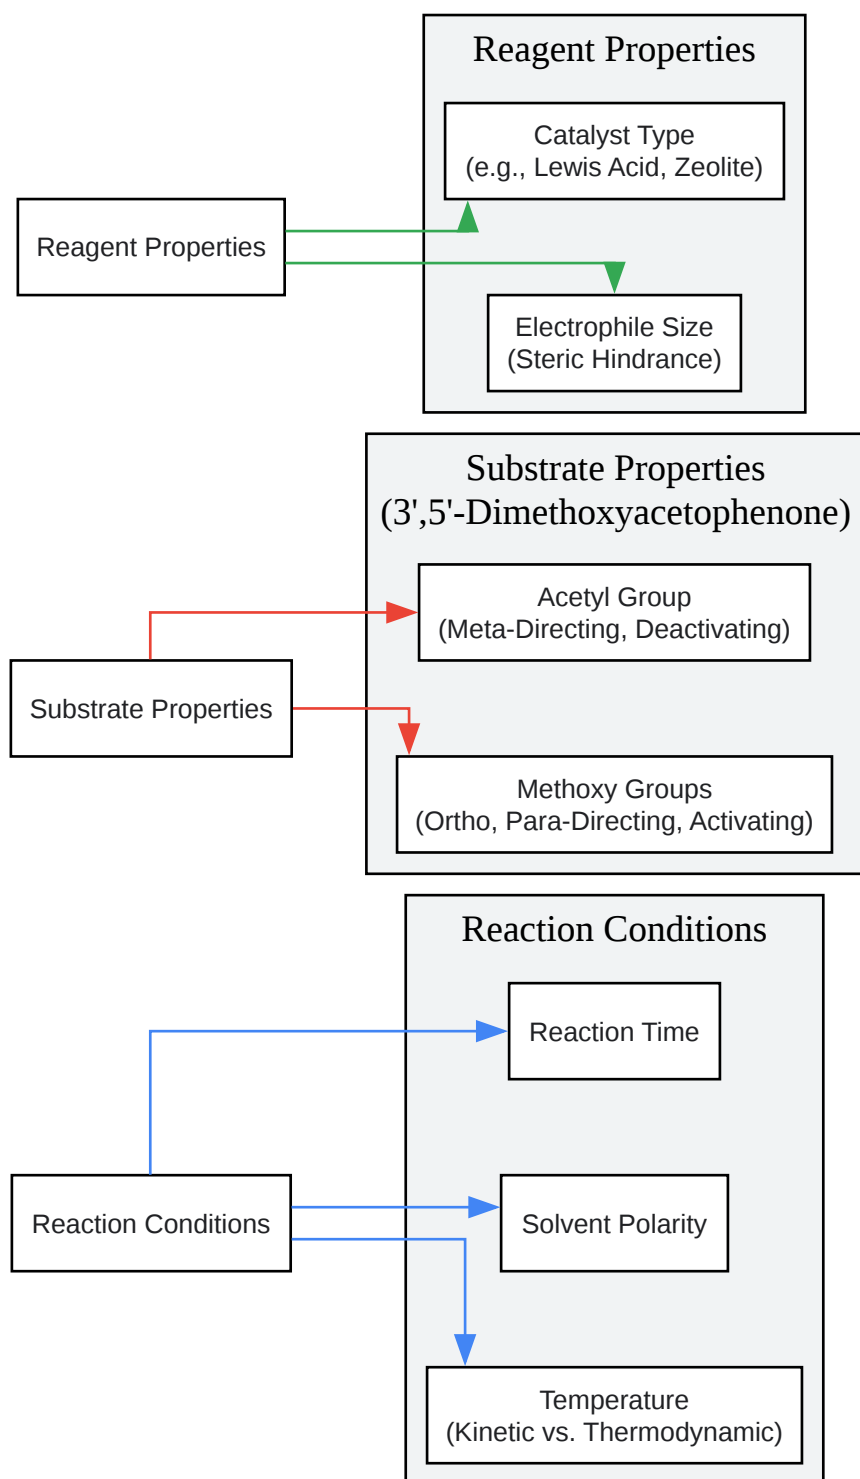 Reagent Properties
Catalyst Type
(e.g., Lewis Acid, Zeolite)
Reagent Properties
Electrophile Size
(Steric Hindrance)
Substrate Properties
(3',5'-Dimethoxyacetophenone)
Acetyl Group
(Meta-Directing, Deactivating)
Substrate Properties
Methoxy Groups
(Ortho, Para-Directing, Activating)
Reaction Conditions
Reaction Time
Reaction Conditions
Solvent Polarity
Temperature
(Kinetic vs. Thermodynamic)